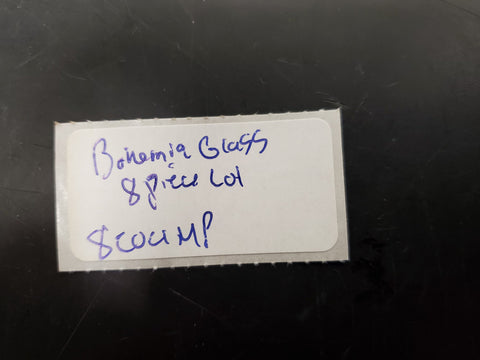 Bohemia Glass
8 piece Lot